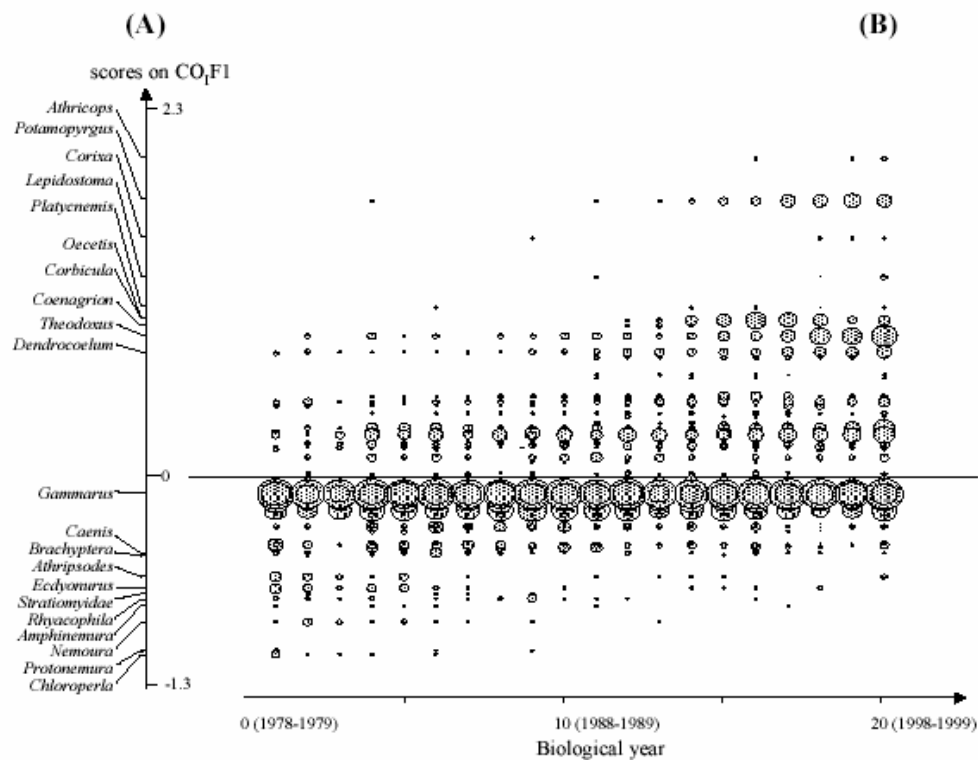 (A) (B)
scores on CO_IF1
2.3
Athricops
Potamopyrgus
Corixa
Lepidostoma
Platycnemis
Oecetis
Corbicula
Coenagrion
Theodoxus
Dendrocoelum
0
Gammarus
Caenis
Brachyptera
Athripsodes
Ecdyonurus
Stratiomyidae
Rhyacophila
Amphinemura
Nemoura
Protonemura
Chloroperla
-1.3
0 (1978-1979) 10 (1988-1989) 20 (1998-1999)
Biological year